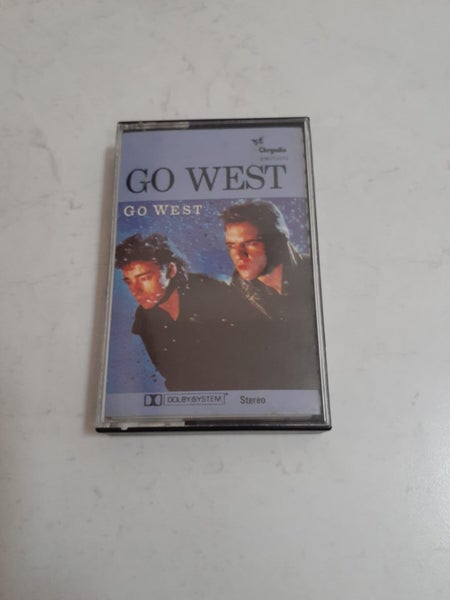 Chrysalis
GO WEST
GO WEST
DOLBY SYSTEM
Stereo